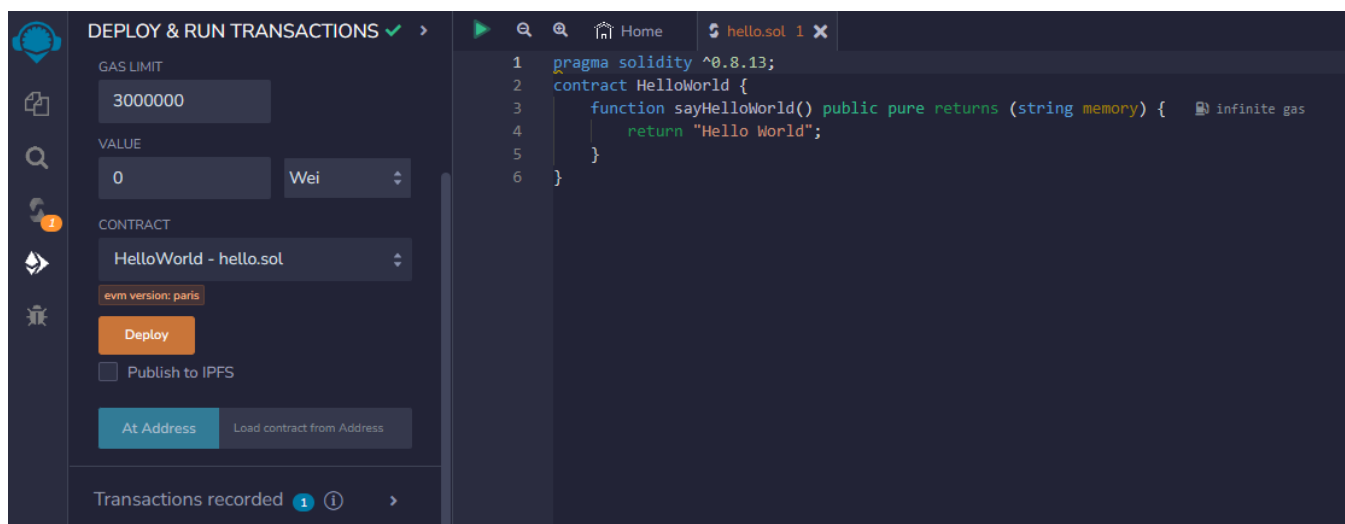 DEPLOY & RUN TRANSACTIONS
GAS LIMIT
3000000
VALUE
0
Wei
CONTRACT
HelloWorld - hello.sol
evm version: paris
Deploy
Publish to IPFS
At Address
Load contract from Address
Transactions recorded 1 i
1
Home
hello.sol 1
1 pragma solidity ^0.8.13;
2 contract HelloWorld {
3 function sayHelloWorld() public pure returns (string memory) { infinite gas
4 return "Hello World";
5 }
6 }